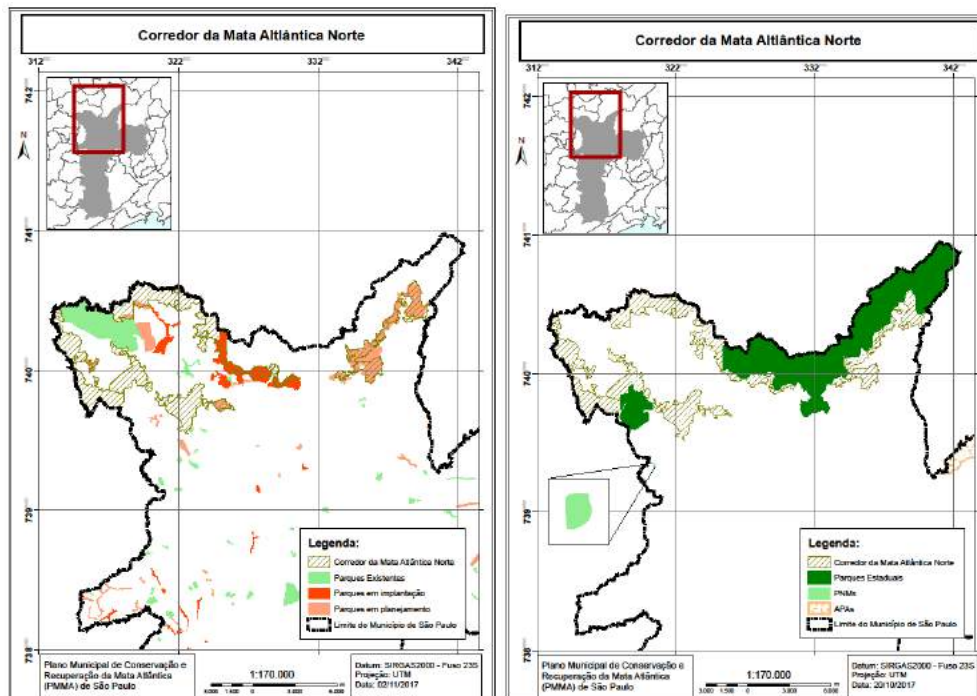 Corredor da Mata Altlântica Norte
312
322
332
342
742
N
741
740
739
738
Legenda:
Corredor da Mata Atlântica Norte
Parques Existentes
Parques em implantação
Parques em planejamento
Limite do Município de São Paulo
Plano Municipal de Conservação e
Recuperação da Mata Atlântica
(PMMA) de São Paulo
1:170.000
Datum: SIRGAS2000 - Fuso 23S
Projeção: UTM
Data: 02/11/2017
Corredor da Mata Altlântica Norte
312
322
332
342
742
N
741
740
739
738
Legenda:
Corredor da Mata Atlântica Norte
Parques Estaduais
PNMs
APAs
Limite do Município de São Paulo
Plano Municipal de Conservação e
Recuperação da Mata Atlântica
(PMMA) de São Paulo
1:170.000
Datum: SIRGAS2000 - Fuso 23S
Projeção: UTM
Data: 20/10/2017